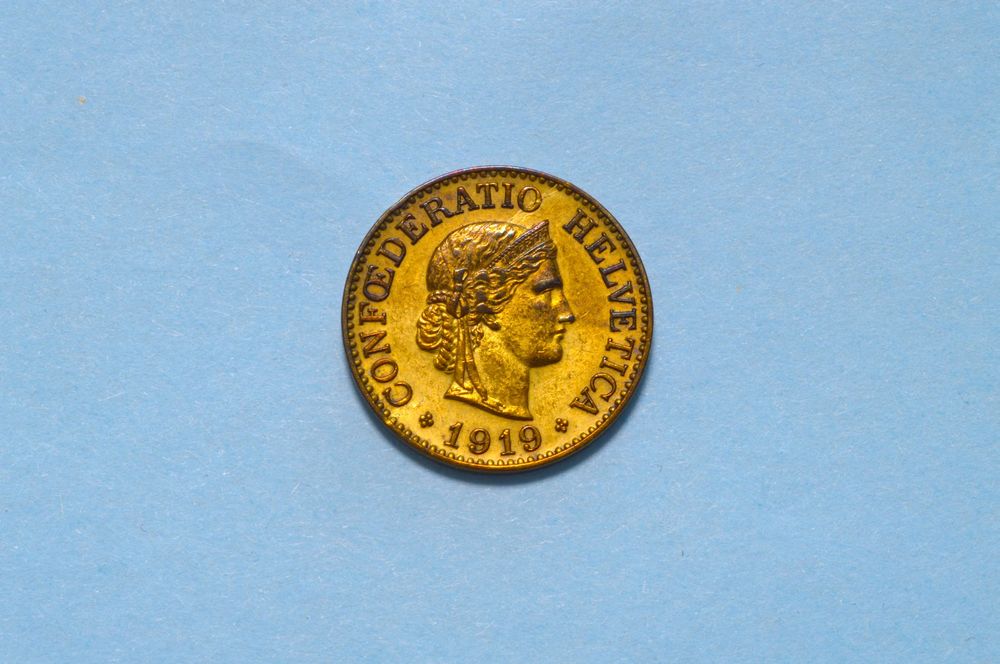 CONFŒDERATIO HELVETICA
1919